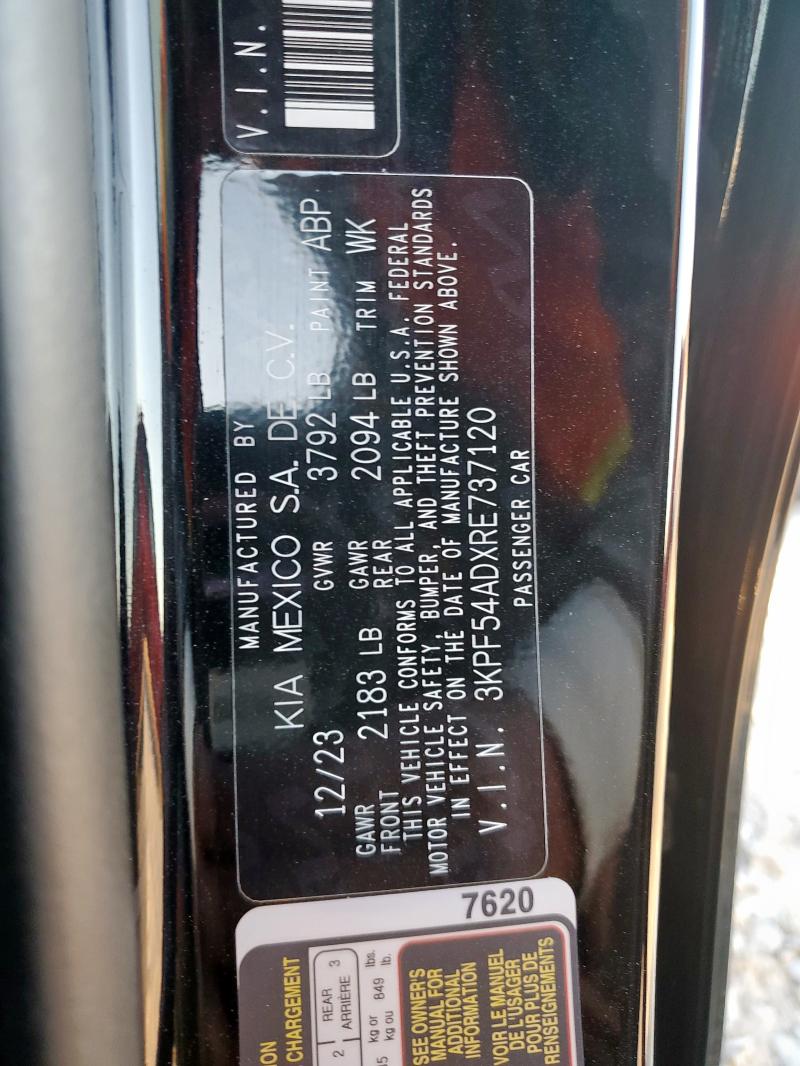 V.I.N.
MANUFACTURED BY
KIA MEXICO S.A. DE C.V.
12/23 GVWR 3792 LB PAINT ABP
GAWR FRONT 2183 LB GAWR REAR 2094 LB TRIM WK
THIS VEHICLE CONFORMS TO ALL APPLICABLE U.S.A. FEDERAL
MOTOR VEHICLE SAFETY, BUMPER, AND THEFT PREVENTION STANDARDS
IN EFFECT ON THE DATE OF MANUFACTURE SHOWN ABOVE.
V.I.N. 3KPF54ADXRE737120
PASSENGER CAR
7620
ON
CHARGEMENT
2 REAR ARRIÈRE 3
5 kg or kg ou 849 lbs. lb.
SEE OWNER'S
MANUAL FOR
ADDITIONAL
INFORMATION
VOIR LE MANUEL
DE L'USAGER
POUR PLUS DE
RENSEIGNEMENTS